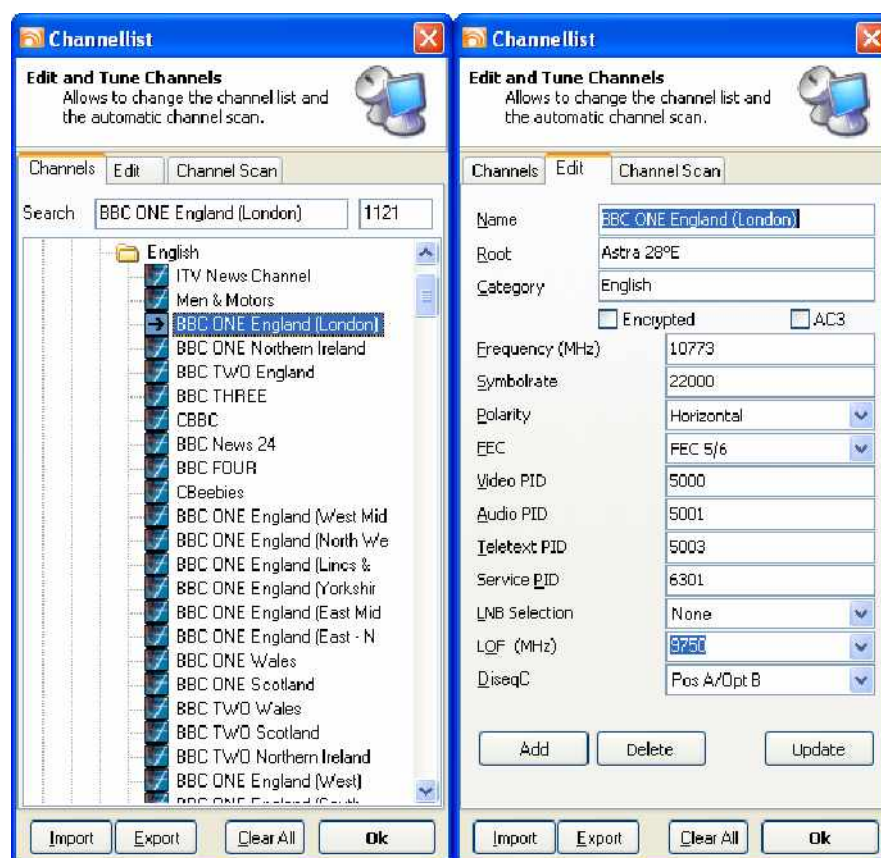 Channellist
Edit and Tune Channels
Allows to change the channel list and
the automatic channel scan.
Channels Edit Channel Scan
Search BBC ONE England (London) 1121
English
ITV News Channel
Men & Motors
BBC ONE England (London)
BBC ONE Northern Ireland
BBC TWO England
BBC THREE
CBBC
BBC News 24
BBC FOUR
CBeebies
BBC ONE England (West Mid
BBC ONE England (North We
BBC ONE England (Lincs &
BBC ONE England (Yorkshir
BBC ONE England (East Mid
BBC ONE England (East - N
BBC ONE Wales
BBC ONE Scotland
BBC TWO Wales
BBC TWO Scotland
BBC TWO Northern Ireland
BBC ONE England (West)
BBC ONE England (South
Import Export Clear All Ok
Channellist
Edit and Tune Channels
Allows to change the channel list and
the automatic channel scan.
Channels Edit Channel Scan
Name BBC ONE England (London)
Root Astra 28°E
Category English
Encrypted AC3
Frequency (MHz) 10773
Symbolrate 22000
Polarity Horizontal
FEC FEC 5/6
Video PID 5000
Audio PID 5001
Teletext PID 5003
Service PID 6301
LNB Selection None
LOF (MHz) 9750
DiseqC Pos A/Opt B
Add Delete Update
Import Export Clear All Ok